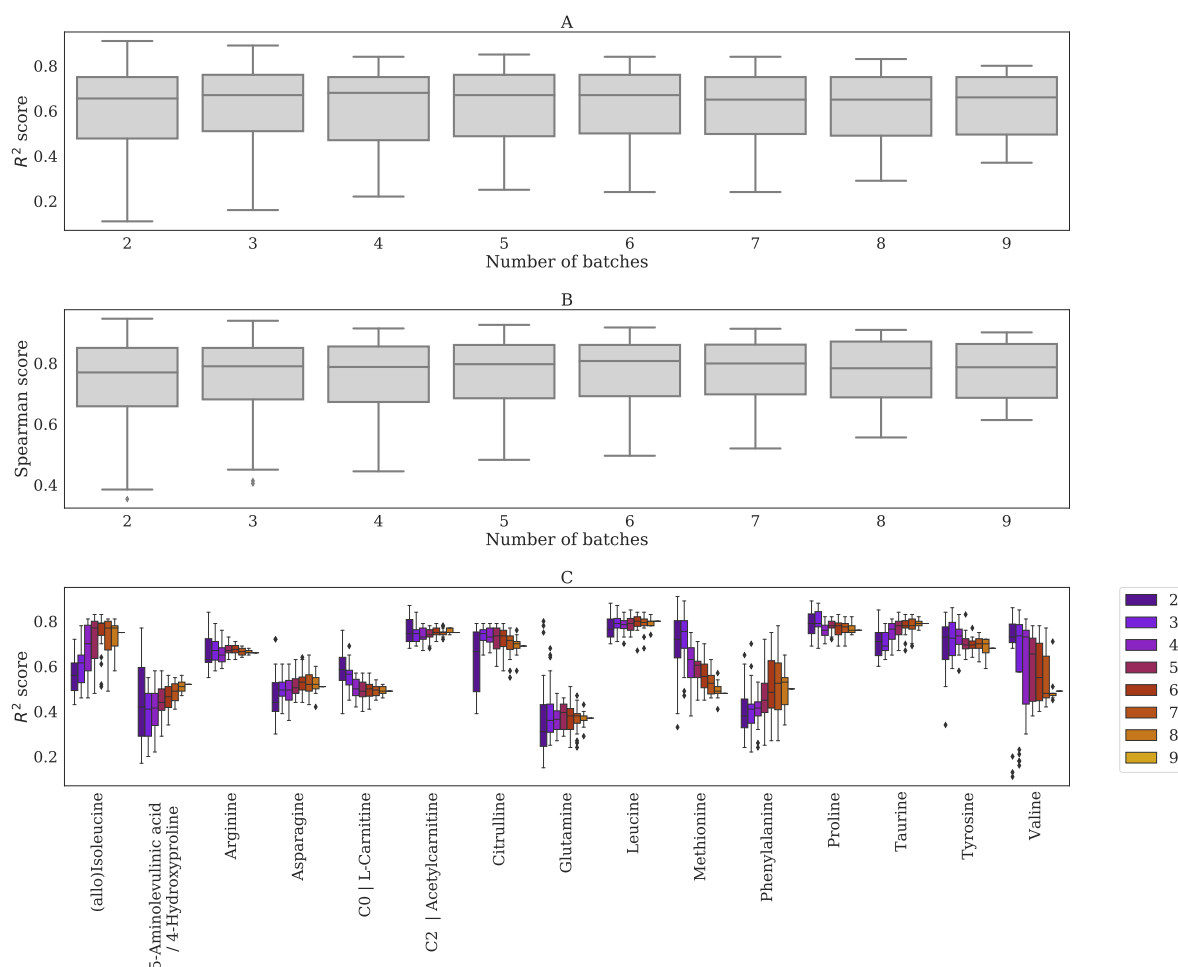 A
R² score
0.8
0.6
0.4
0.2
2 3 4 5 6 7 8 9
Number of batches
B
Spearman score
0.8
0.6
0.4
2 3 4 5 6 7 8 9
Number of batches
C
R² score
0.8
0.6
0.4
0.2
(allo)Isoleucine
5-Aminolevulinic acid
/ 4-Hydroxyproline
Arginine
Asparagine
C0 | L-Carnitine
C2 | Acetylcarnitine
Citrulline
Glutamine
Leucine
Methionine
Phenylalanine
Proline
Taurine
Tyrosine
Valine
2
3
4
5
6
7
8
9